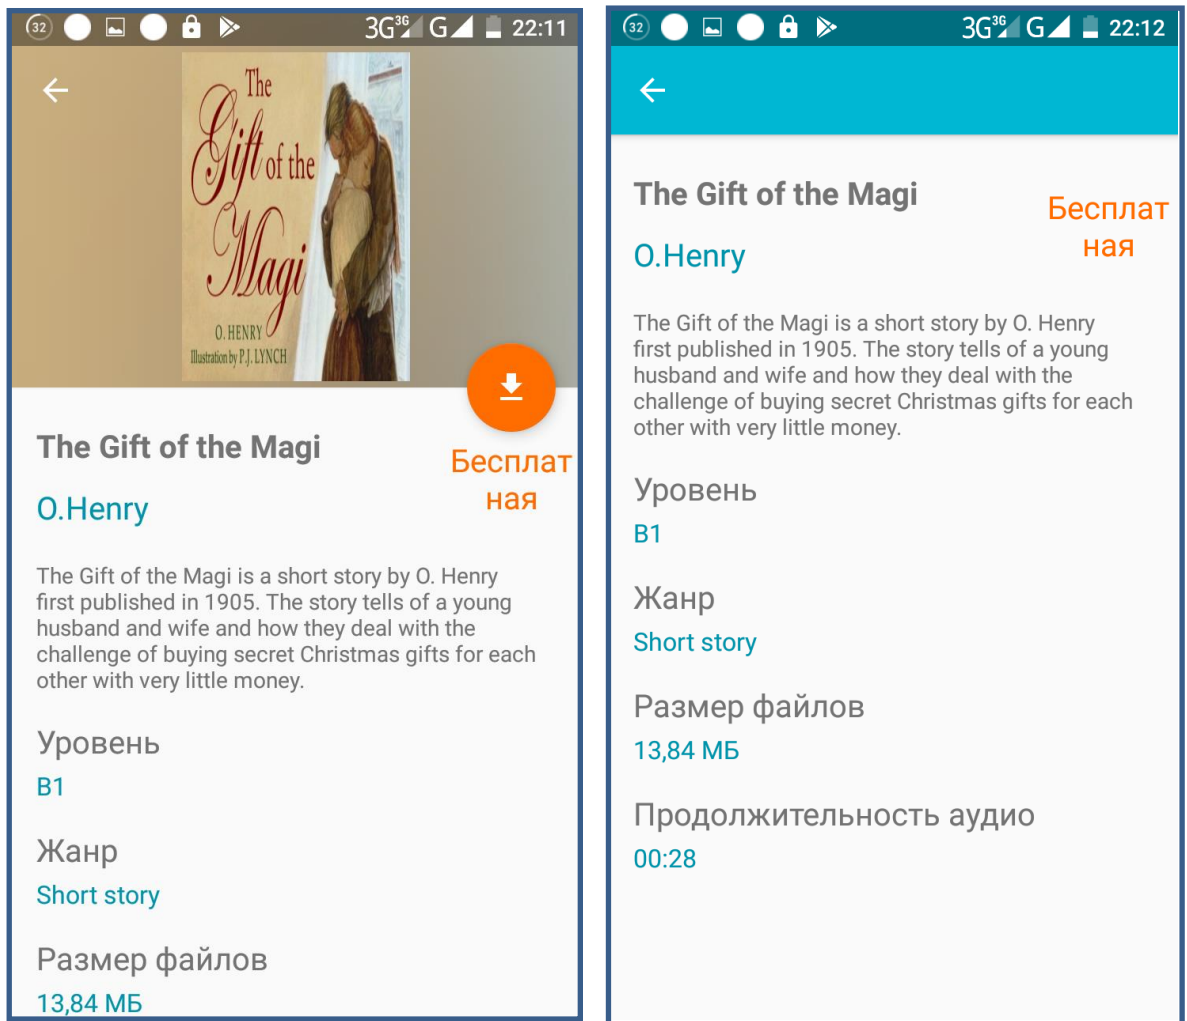 32
3G 3G G 22:11
The
Gift of the
Magi
O. HENRY
Illustration by P.J. LYNCH
The Gift of the Magi
Бесплат
ная
O.Henry
The Gift of the Magi is a short story by O. Henry
first published in 1905. The story tells of a young
husband and wife and how they deal with the
challenge of buying secret Christmas gifts for each
other with very little money.
Уровень
B1
Жанр
Short story
Размер файлов
13,84 МБ
32
3G 3G G 22:12
The Gift of the Magi
Бесплат
ная
O.Henry
The Gift of the Magi is a short story by O. Henry
first published in 1905. The story tells of a young
husband and wife and how they deal with the
challenge of buying secret Christmas gifts for each
other with very little money.
Уровень
B1
Жанр
Short story
Размер файлов
13,84 МБ
Продолжительность аудио
00:28